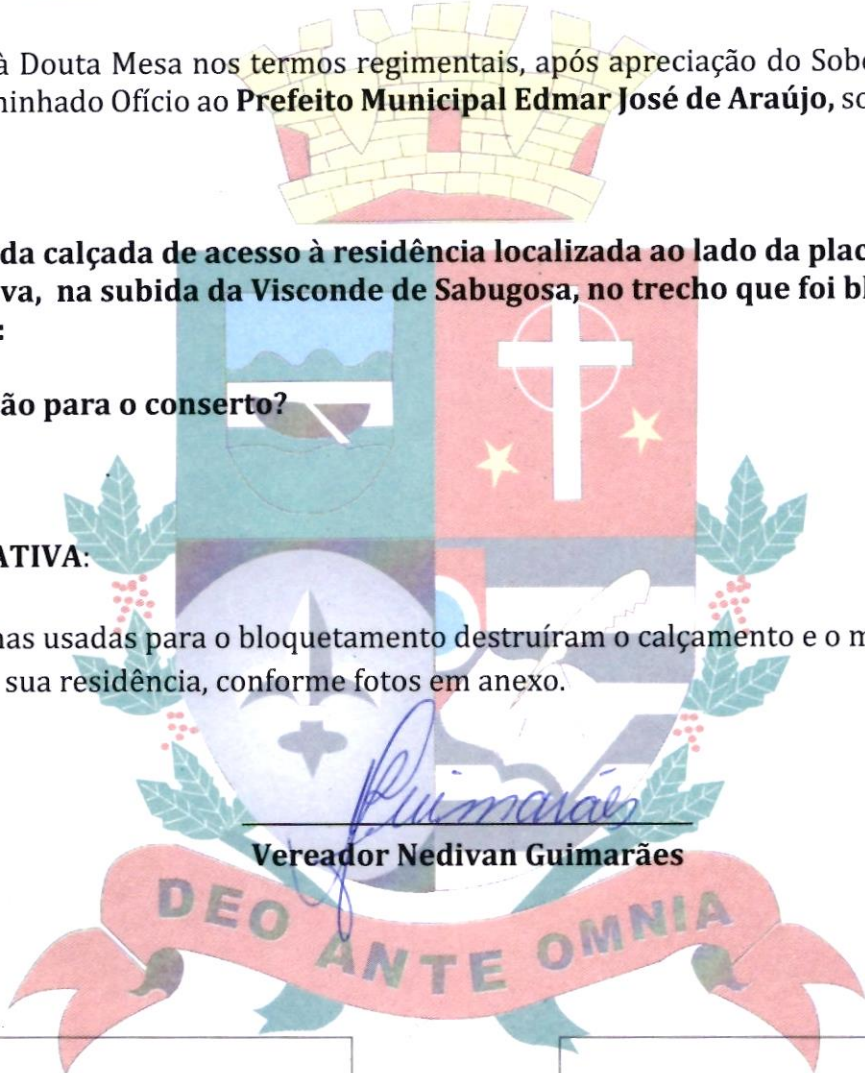 à Douta Mesa nos termos regimentais, após apreciação do Sobe
ninhado Ofício ao Prefeito Municipal Edmar José de Araújo, so
da calçada de acesso à residência localizada ao lado da plac
va, na subida da Visconde de Sabugosa, no trecho que foi bl
:
ão para o conserto?
ATIVA:
nas usadas para o bloquetamento destruíram o calçamento e o m
sua residência, conforme fotos em anexo.
Guimarães
Vereador Nedivan Guimarães
DEO ANTE OMNIA